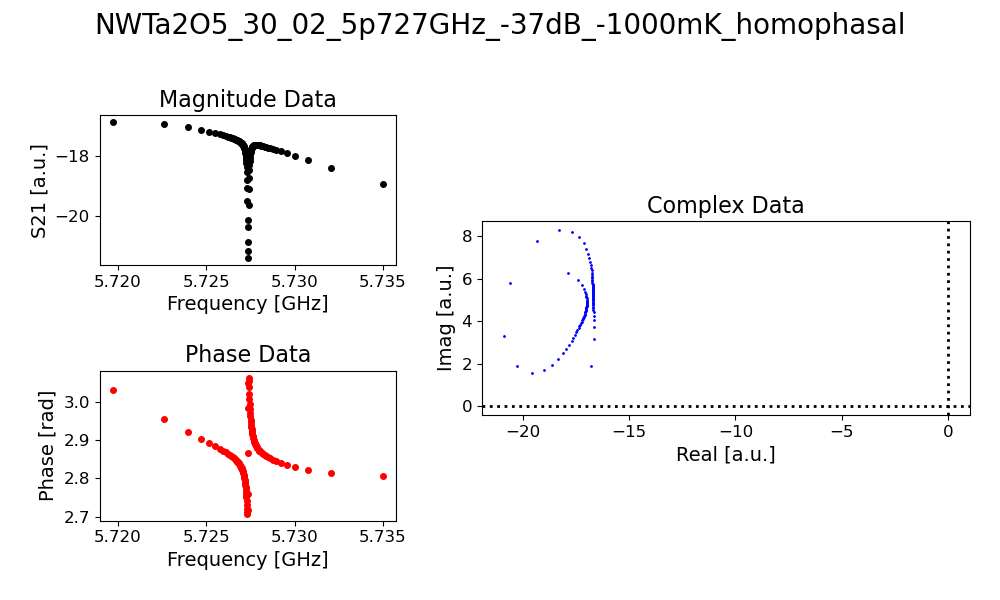 NWTa2O5_30_02_5p727GHz_-37dB_-1000mK_homophasal
Magnitude Data
S21 [a.u.]
−18
−20
5.720 5.725 5.730 5.735
Frequency [GHz]
Phase Data
Phase [rad]
3.0
2.9
2.8
2.7
5.720 5.725 5.730 5.735
Frequency [GHz]
Complex Data
Imag [a.u.]
8
6
4
2
0
−20 −15 −10 −5 0
Real [a.u.]